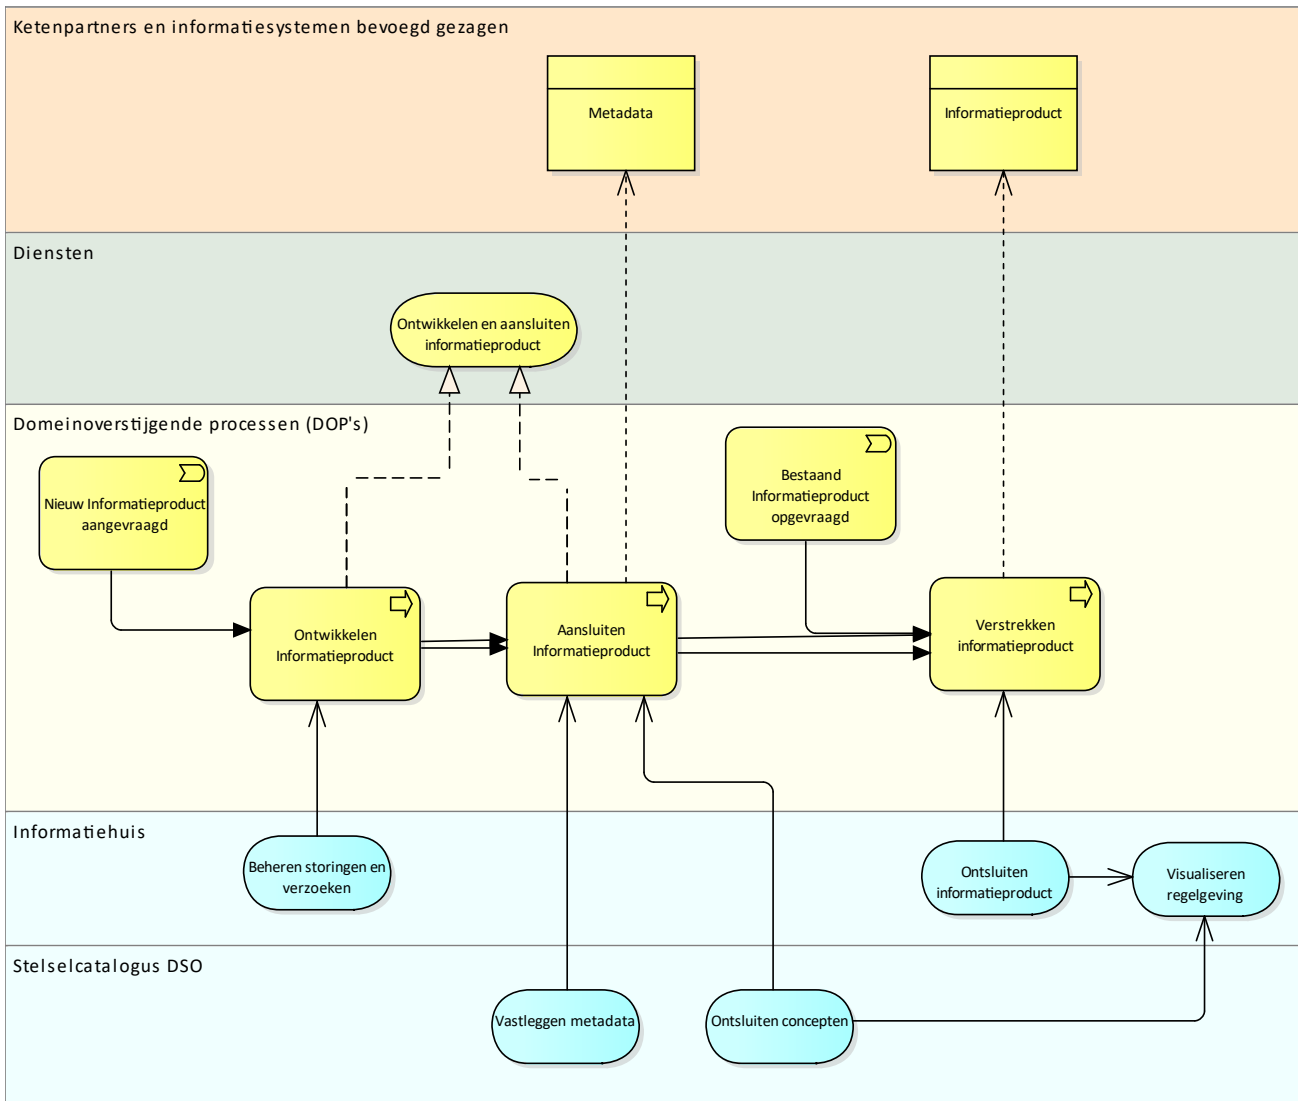 Ketenpartners en informatiesystemen bevoegd gezagen
Metadata
Informatieproduct
Diensten
Ontwikkelen en aansluiten
informatieproduct
Domeinoverstijgende processen (DOP's)
Nieuw Informatieproduct
aangevraagd
Bestaand
Informatieproduct
opgevraagd
Ontwikkelen
Informatieproduct
Aansluiten
Informatieproduct
Verstrekken
informatieproduct
Informatiehuis
Beheren storingen en
verzoeken
Ontsluiten
informatieproduct
Visualiseren
regelgeving
Stelselcatalogus DSO
Vastleggen metadata
Ontsluiten concepten